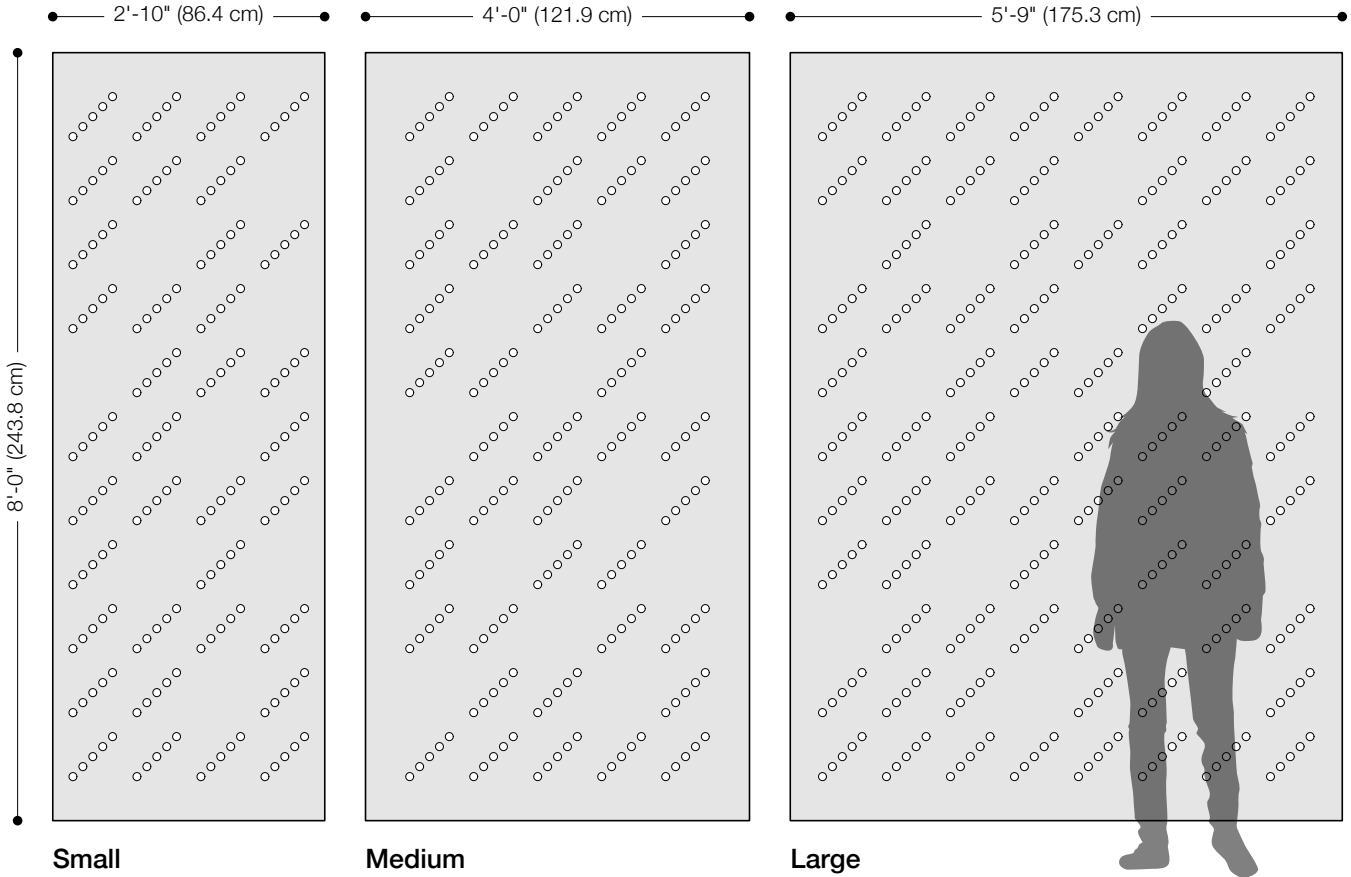 2'-10" (86.4 cm)
4'-0" (121.9 cm)
5'-9" (175.3 cm)
8'-0" (243.8 cm)
Small
Medium
Large